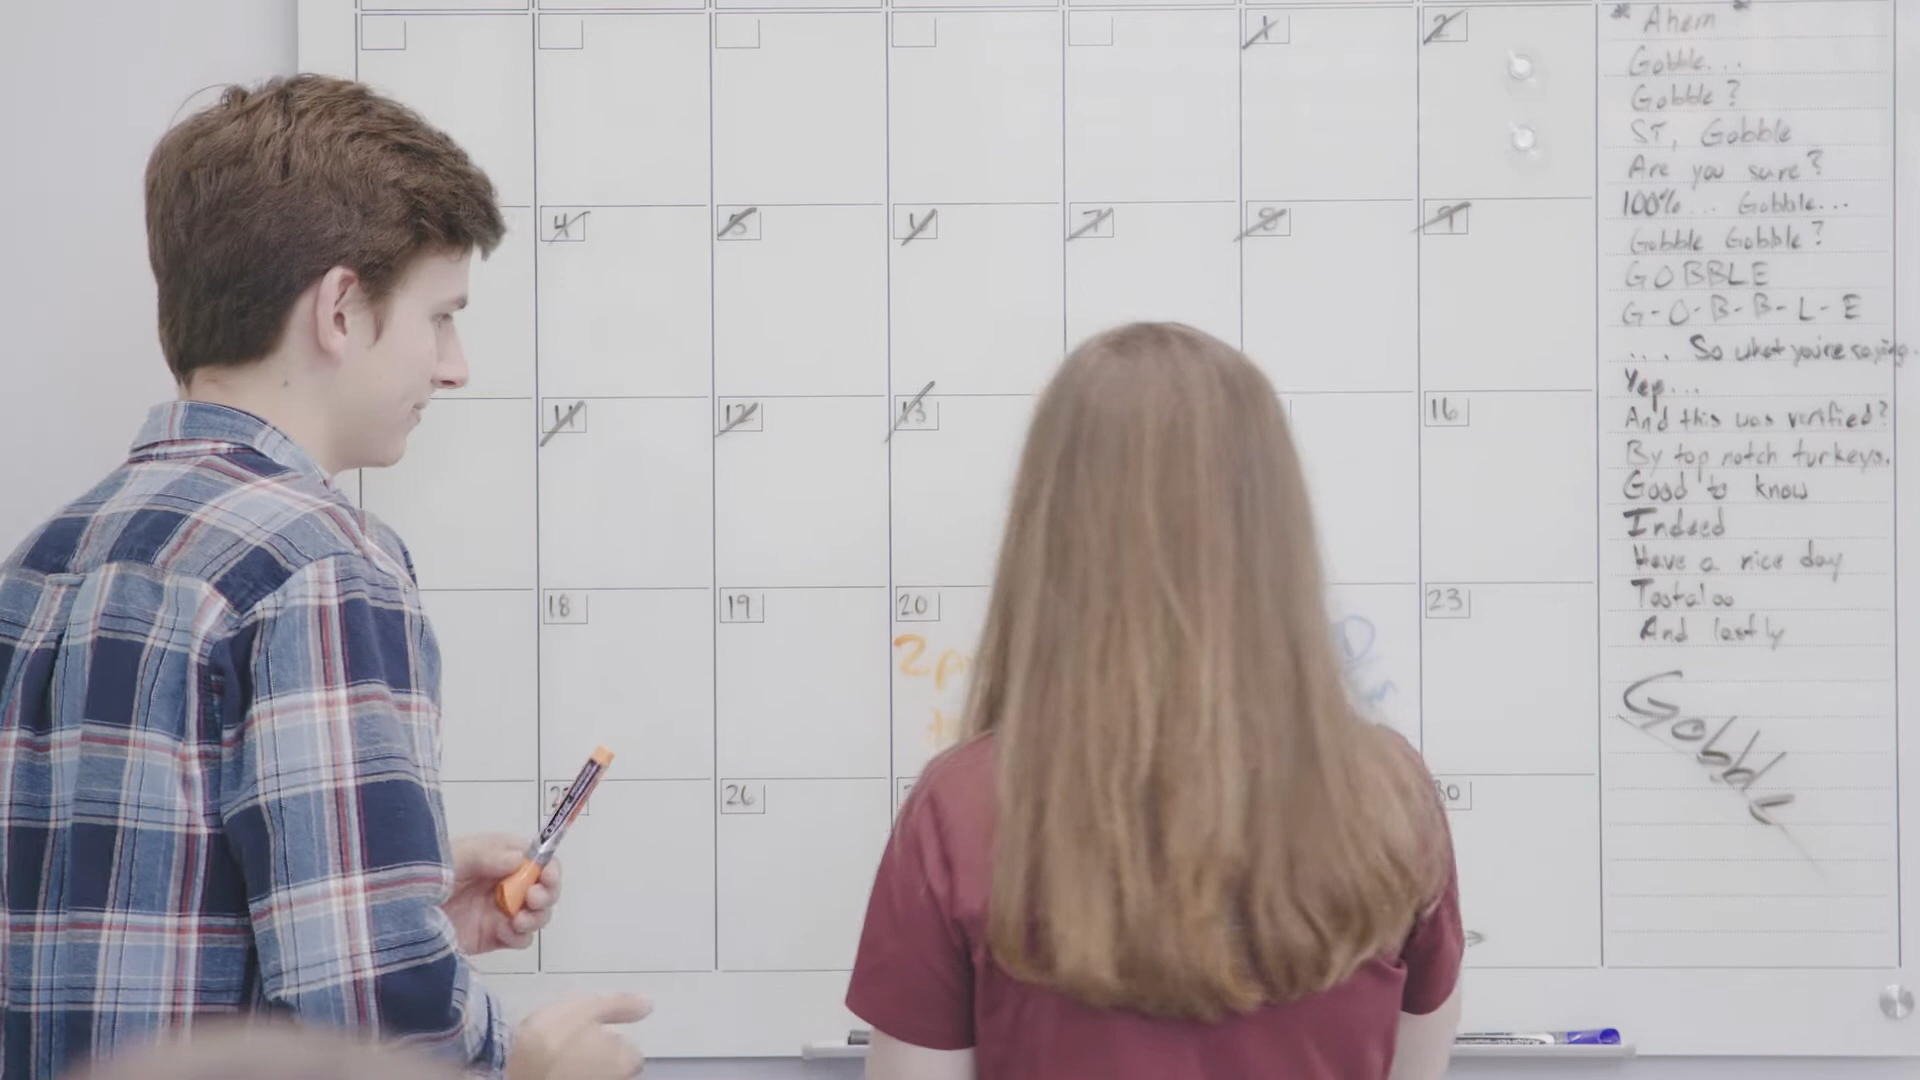 1 2
* Ahem *
Gobble...
Gobble?
ST, Gobble
Are you sure?
100%... Gobble...
4 5 7 8 9
Gobble Gobble?
GOBBLE
G-O-B-B-L-E
... So what you're saying.
Yep...
11 12 13 16
And this was verified?
By top notch turkeys.
Good to know
Indeed
Have a nice day
18 19 20 23
Tootaloo
And lastly
2
Gobble
26